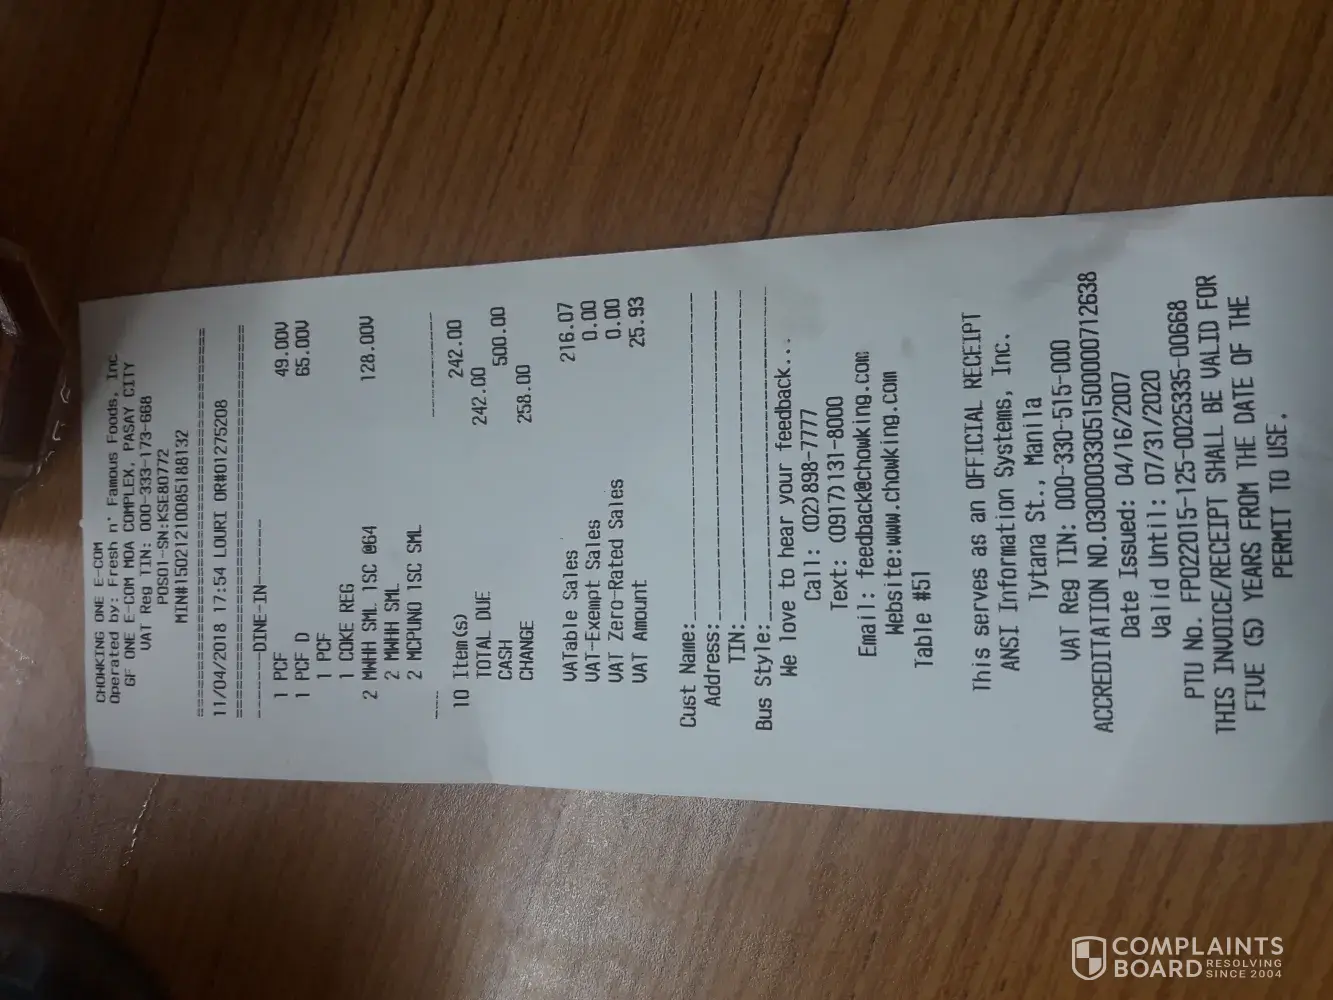 CHOWKING ONE E-COM
Operated by: Fresh n' Famous Foods, Inc
GF ONE E-COM MOA COMPLEX, PASAY CITY
VAT Reg TIN: 000-333-173-668
POS01-SN:KSE80772
MIN#150212110085188132
========================================
11/04/2018 17:54 LOURI OR#01275208
========================================
-------DINE-IN-------
1 PCF 49.00V
1 PCF D 65.00V
1 PCF
1 COKE REG
2 MWHH SML 1SC @64 128.00V
2 MWHH SML
2 MCPUNO 1SC SML
--- ------------
10 Item(s) 242.00
TOTAL DUE 242.00
CASH 500.00
CHANGE 258.00
VATable Sales 216.07
VAT-Exempt Sales 0.00
VAT Zero-Rated Sales 0.00
VAT Amount 25.93
Cust Name:________________________________
Address:________________________________
TIN:________________________________
Bus Style:________________________________
We love to hear your feedback...
Call: (02)898-7777
Text: (0917)131-8000
Email: feedback@chowking.com
Website:www.chowking.com
Table #51
This serves as an OFFICIAL RECEIPT
ANSI Information Systems, Inc.
Tytana St., Manila
VAT Reg TIN: 000-330-515-000
ACCREDITATION NO.030000330515000000712638
Date Issued: 04/16/2007
Valid Until: 07/31/2020
PTU No. FP022015-125-0025335-00668
THIS INVOICE/RECEIPT SHALL BE VALID FOR
FIVE (5) YEARS FROM THE DATE OF THE
PERMIT TO USE.
COMPLAINTS
BOARD RESOLVING
SINCE 2004